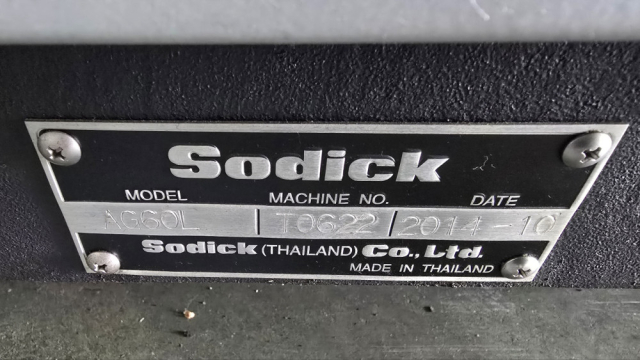 Sodick
MODEL MACHINE NO. DATE
AG60L T0622 2014-10
Sodick (THAILAND) Co., Ltd.
MADE IN THAILAND